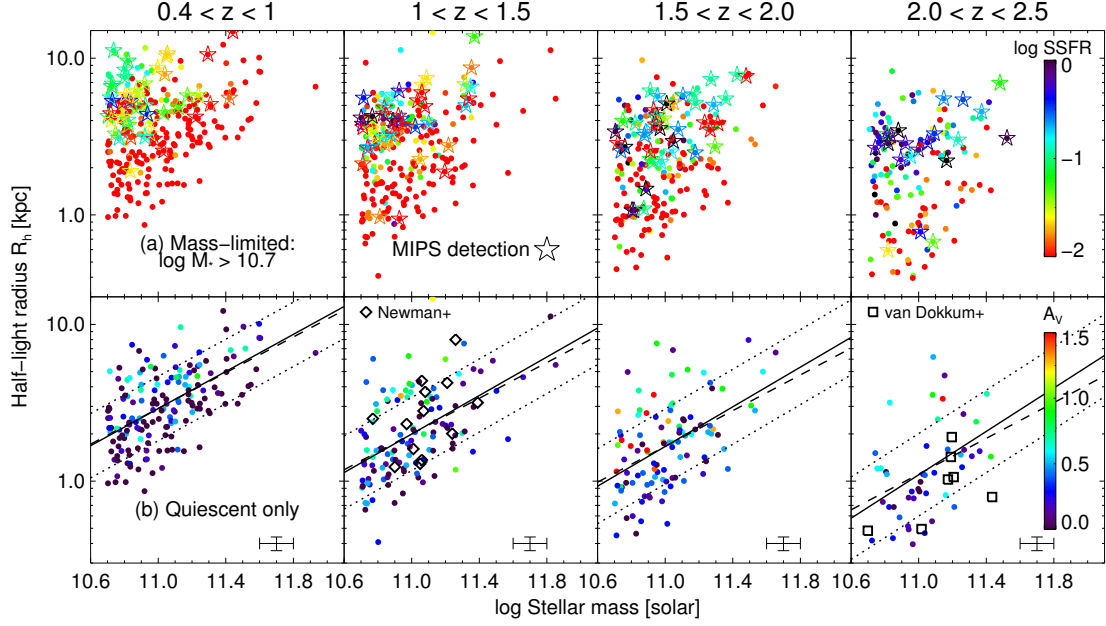 0.4 < z < 1
1 < z < 1.5
1.5 < z < 2.0
2.0 < z < 2.5
10.0
1.0
Half−light radius R_h [kpc]
(a) Mass−limited:
log M_* > 10.7
MIPS detection
log SSFR
0
−1
−2
10.0
1.0
(b) Quiescent only
Newman+
van Dokkum+
A_V
1.5
1.0
0.5
0.0
10.6 11.0 11.4 11.8
10.6 11.0 11.4 11.8
10.6 11.0 11.4 11.8
10.6 11.0 11.4 11.8
log Stellar mass [solar]